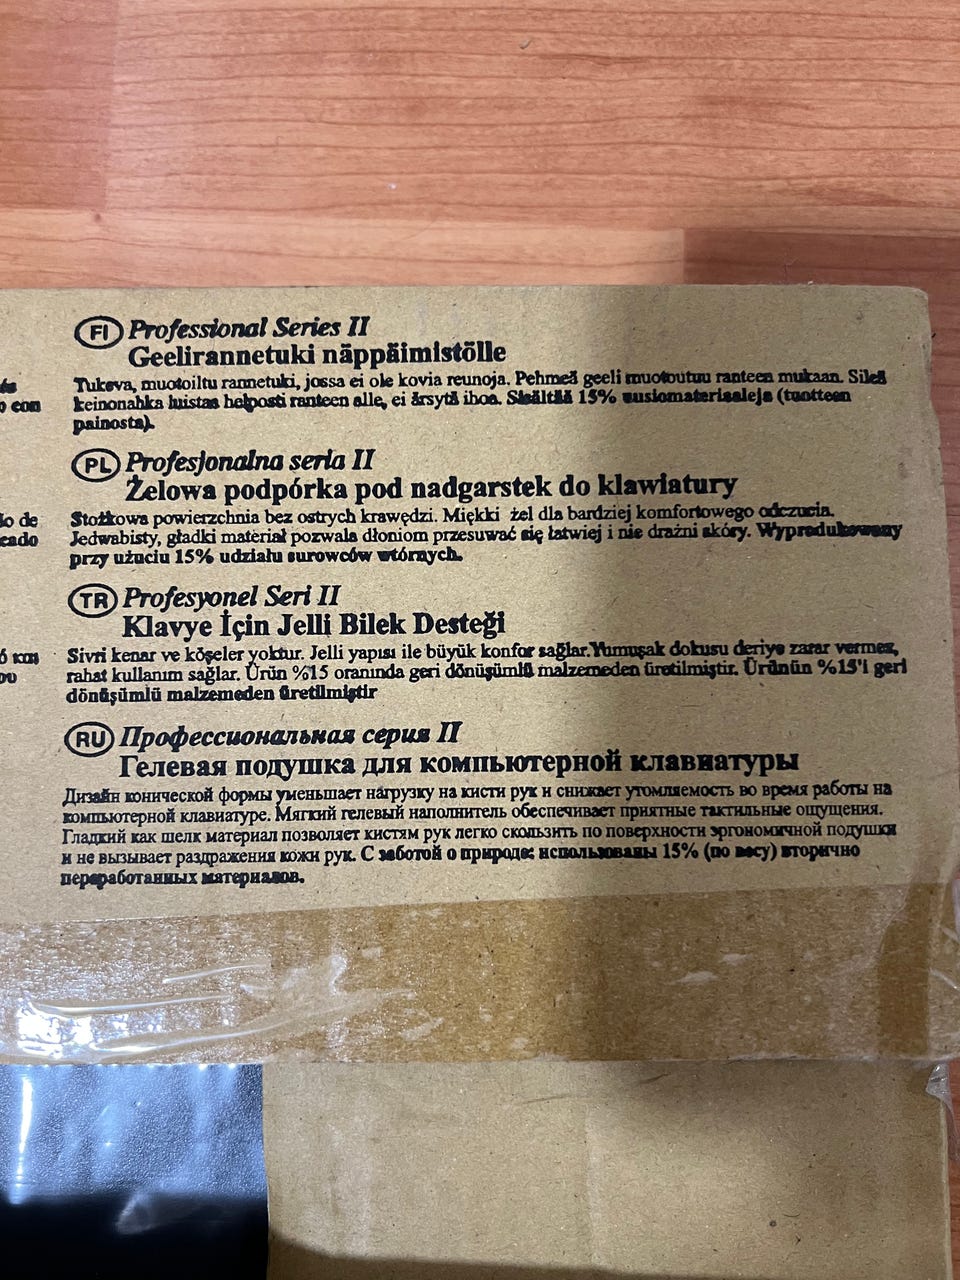 FI Professional Series II
Geelirannetuki näppäimistölle
Tukeva, muotoiltu rannetuki, jossa ei ole kovia reunoja. Pehmeä geeli muotoutuu ranteen mukaan. Sileä
keinonahka luistaa helposti ranteen alle, ei ärsytä ihoa. Sisältää 15% uusiomateriaaleja (tuotteen
painosta).
PL Profesjonalna seria II
Żelowa podpórka pod nadgarstek do klawiatury
Stożkowa powierzchnia bez ostrych krawędzi. Miękki żel dla bardziej komfortowego odczucia.
Jedwabisty, gładki materiał pozwala dłoniom przesuwać się łatwiej i nie drażni skóry. Wyprodukowany
przy użuciu 15% udziału surowców wtórnych.
TR Profesyonel Seri II
Klavye İçin Jelli Bilek Desteği
Sivri kenar ve köşeler yoktur. Jelli yapısı ile büyük konfor sağlar.Yumuşak dokusu deriye zarar vermez,
rahat kullanım sağlar. Ürün %15 oranında geri dönüşümlü malzemeden üretilmiştir. Ürünün %15'i geri
dönüşümlü malzemeden üretilmiştir
RU Профессиональная серия II
Гелевая подушка для компьютерной клавиатуры
Дизайн конической формы уменьшает нагрузку на кисти рук и снижает утомляемость во время работы на
компьютерной клавиатуре. Мягкий гелевый наполнитель обеспечивает приятные тактильные ощущения.
Гладкий как шелк материал позволяет кистям рук легко скользить по поверхности эргономичной подушки
и не вызывает раздражения кожи рук. С заботой о природе: использованы 15% (по весу) вторично
переработанных материалов.
con
do de
cado